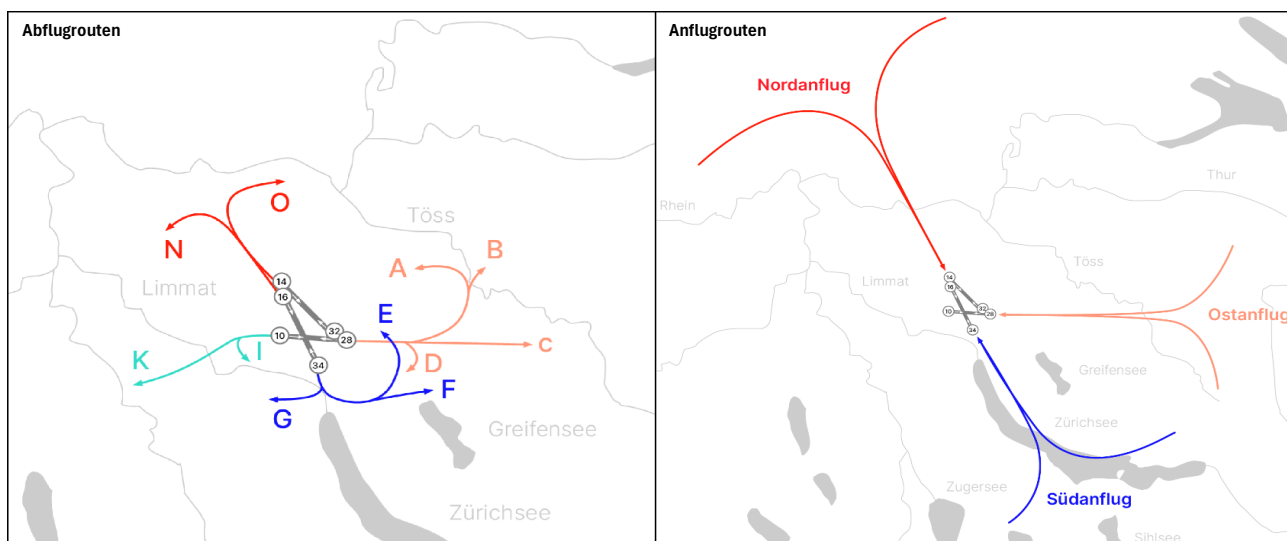 Abflugrouten
O
N
Töss
B
A
14
Limmat
16
E
32
10
28
C
K
I
D
34
F
G
Greifensee
Zürichsee
Anflugrouten
Nordanflug
Thur
Rhein
Töss
14
Limmat
16
32
10
28
Ostanflug
34
Greifensee
Zürichsee
Zugersee
Südanflug
Sihlsee